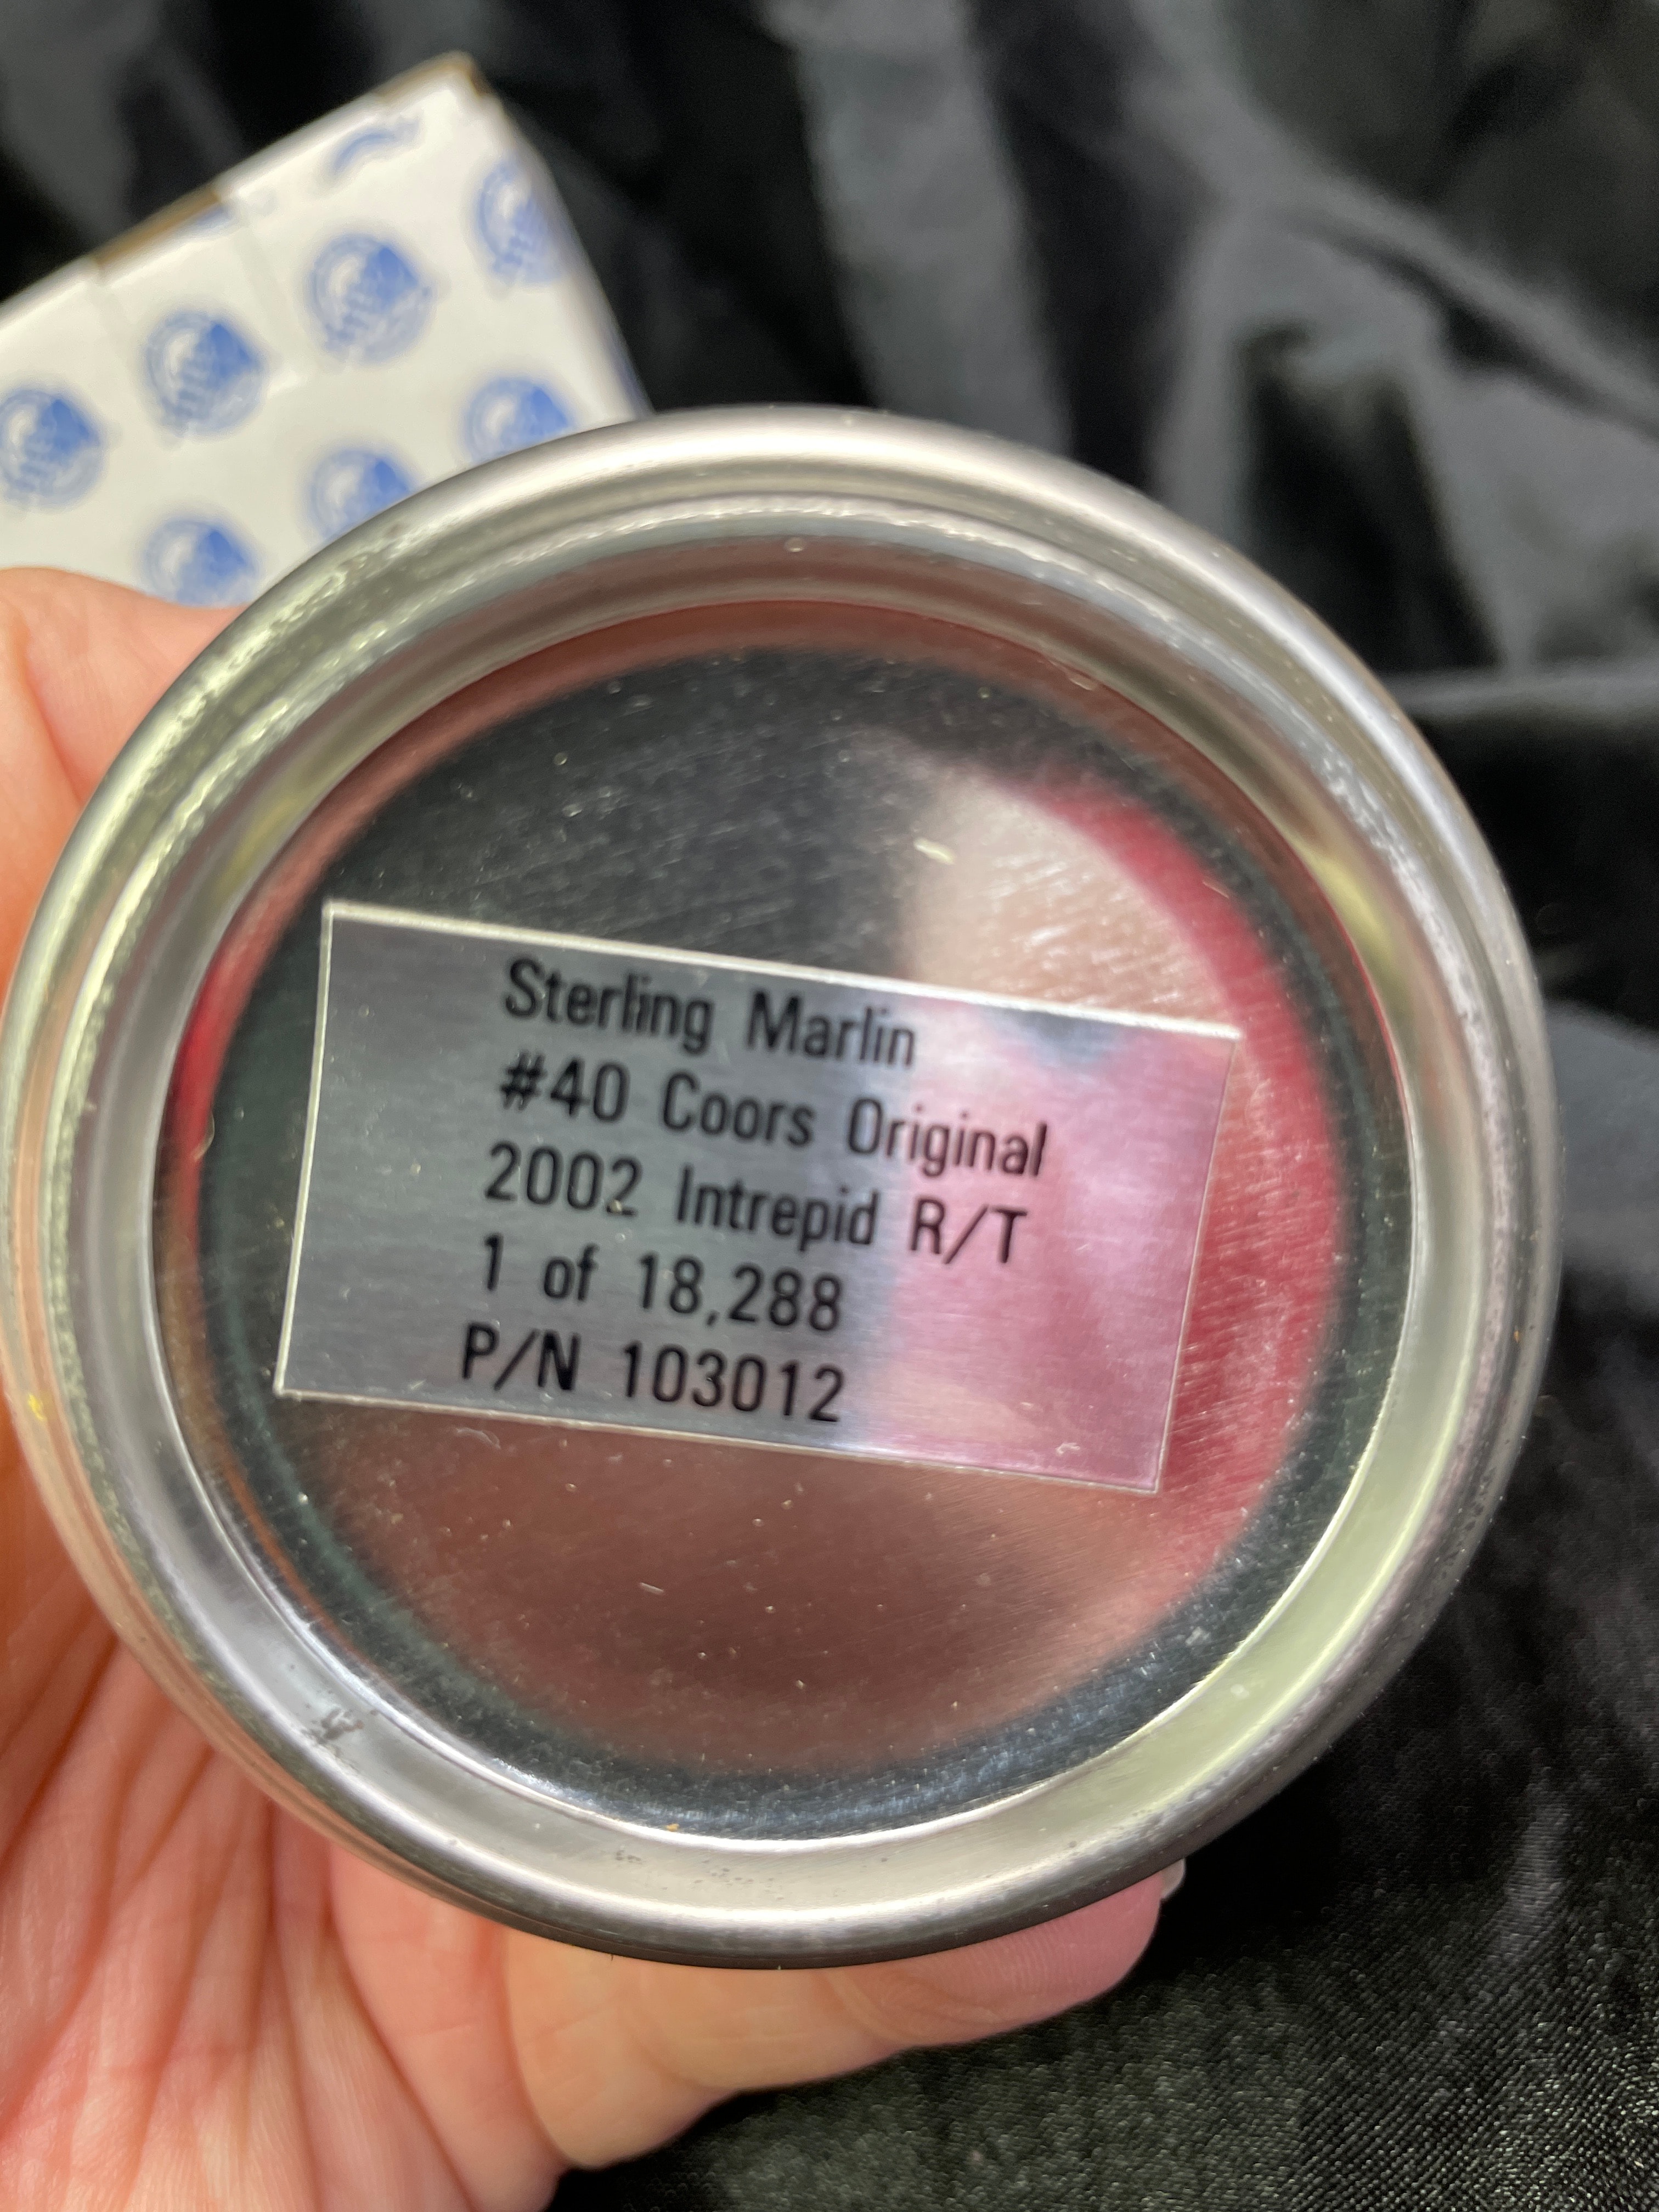 Sterling Marlin
#40 Coors Original
2002 Intrepid R/T
1 of 18,288
P/N 103012